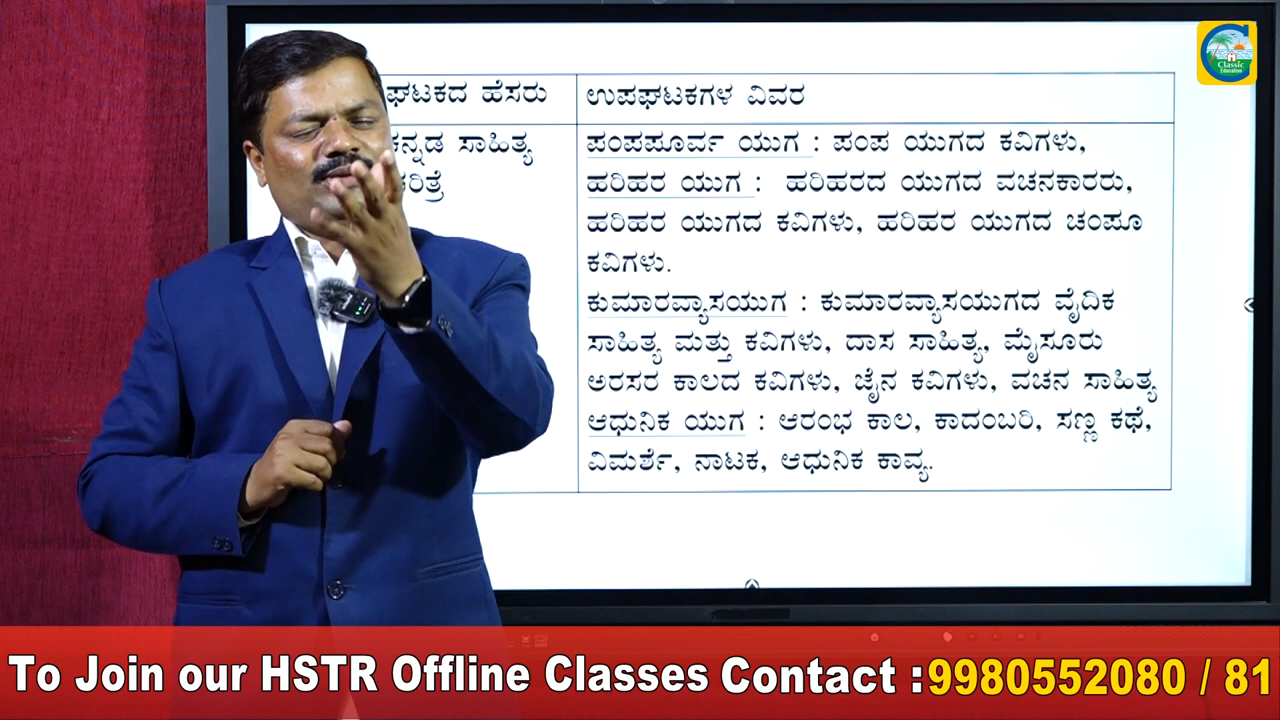 Classic
Education
ಘಟಕದ ಹೆಸರು
ಉಪಘಟಕಗಳ ವಿವರ
ಕನ್ನಡ ಸಾಹಿತ್ಯ
ಪಂಪಪೂರ್ವ ಯುಗ : ಪಂಪ ಯುಗದ ಕವಿಗಳು,
ಹರಿಹರ ಯುಗ : ಹರಿಹರದ ಯುಗದ ವಚನಕಾರರು,
ಹರಿಹರ ಯುಗದ ಕವಿಗಳು, ಹರಿಹರ ಯುಗದ ಚಂಪೂ
ಕವಿಗಳು.
ಕುಮಾರವ್ಯಾಸಯುಗ : ಕುಮಾರವ್ಯಾಸಯುಗದ ವೈದಿಕ
ಸಾಹಿತ್ಯ ಮತ್ತು ಕವಿಗಳು, ದಾಸ ಸಾಹಿತ್ಯ, ಮೈಸೂರು
ಅರಸರ ಕಾಲದ ಕವಿಗಳು, ಜೈನ ಕವಿಗಳು, ವಚನ ಸಾಹಿತ್ಯ
ಆಧುನಿಕ ಯುಗ : ಆರಂಭ ಕಾಲ, ಕಾದಂಬರಿ, ಸಣ್ಣ ಕಥೆ,
ವಿಮರ್ಶೆ, ನಾಟಕ, ಆಧುನಿಕ ಕಾವ್ಯ.
To Join our HSTR Offline Classes Contact : 9980552080 / 81